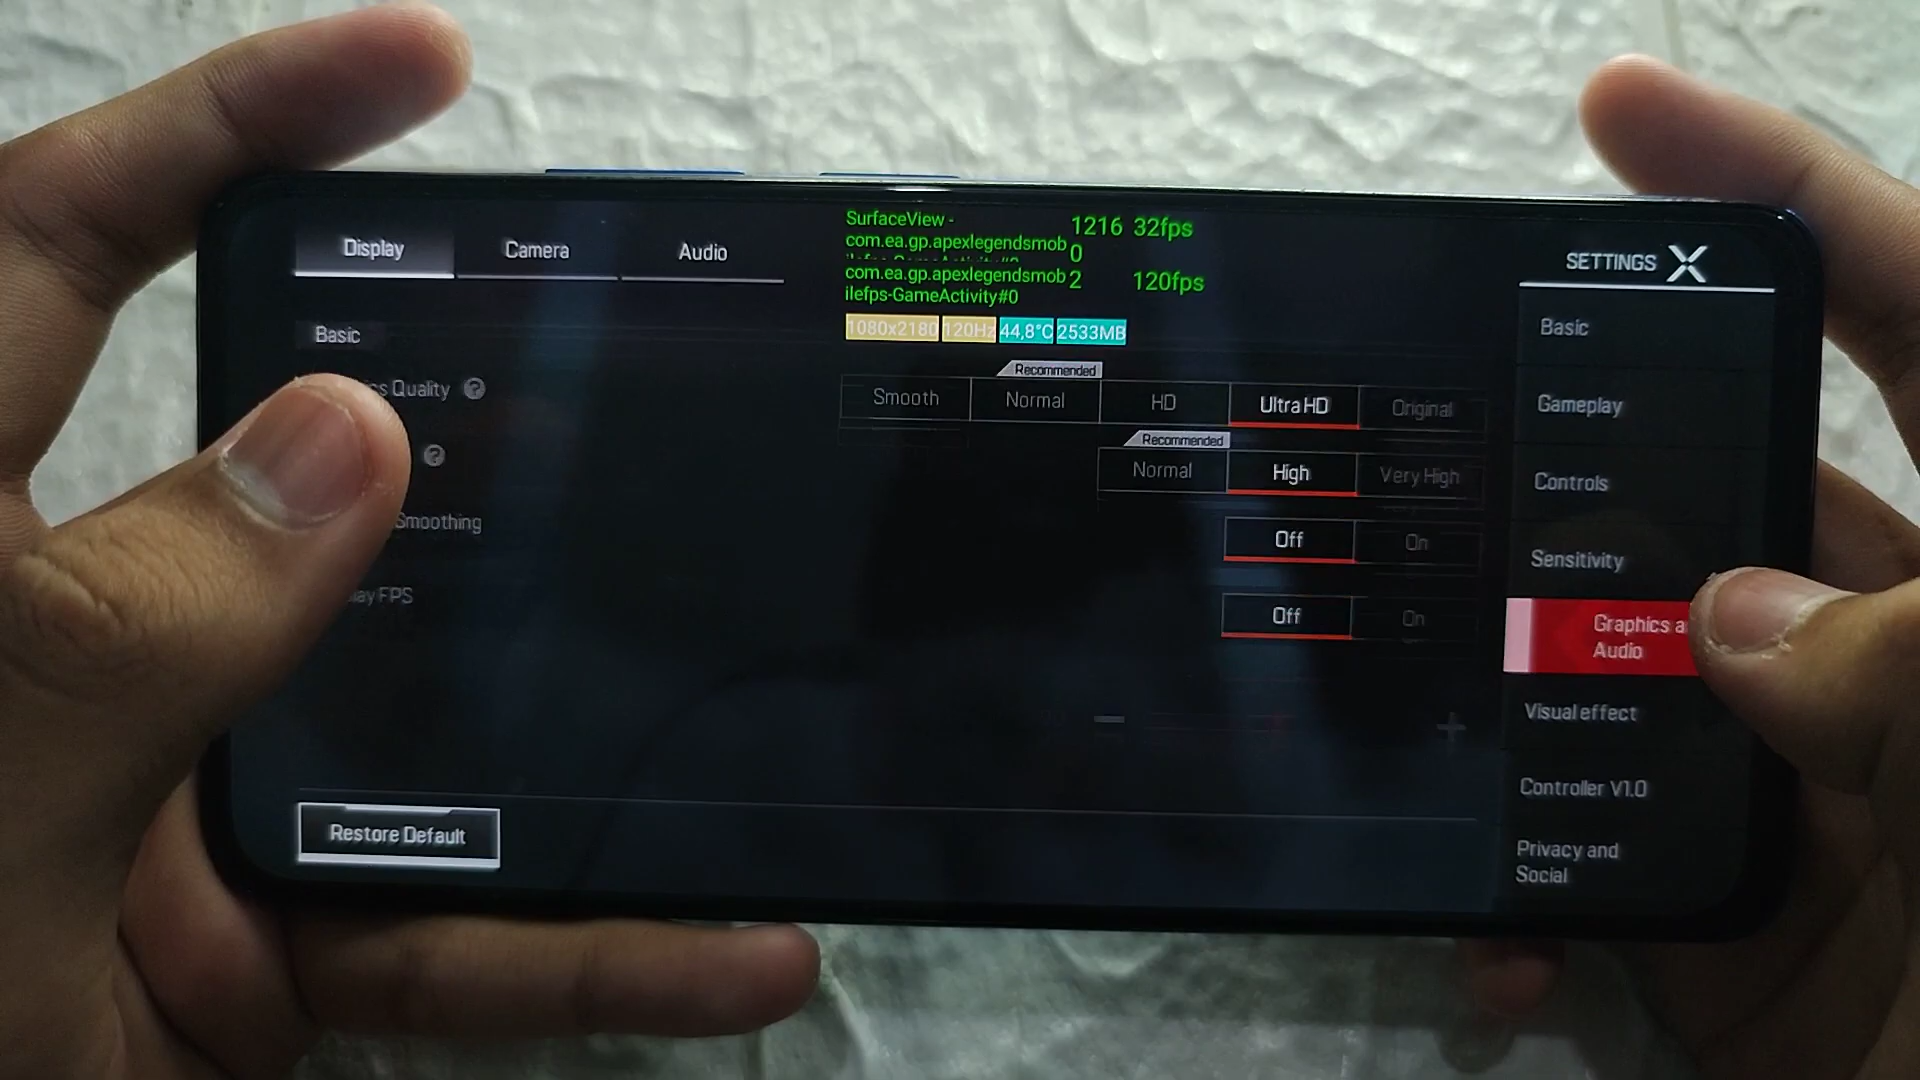 Display
Camera
Audio
SurfaceView -
com.ea.gp.apexlegendsmob
1216 32fps
0
com.ea.gp.apexlegendsmob
ilefps-GameActivity#0
2
120fps
1080x2180 120Hz 44,8°C 2533MB
SETTINGS X
Basic
Quality ?
Recommended
Smooth Normal HD Ultra HD Original
?
Recommended
Normal High Very High
Smoothing
Off On
FPS
Off On
Restore Default
Basic
Gameplay
Controls
Sensitivity
Graphics
Audio
Visual effect
Controller V1.0
Privacy and
Social